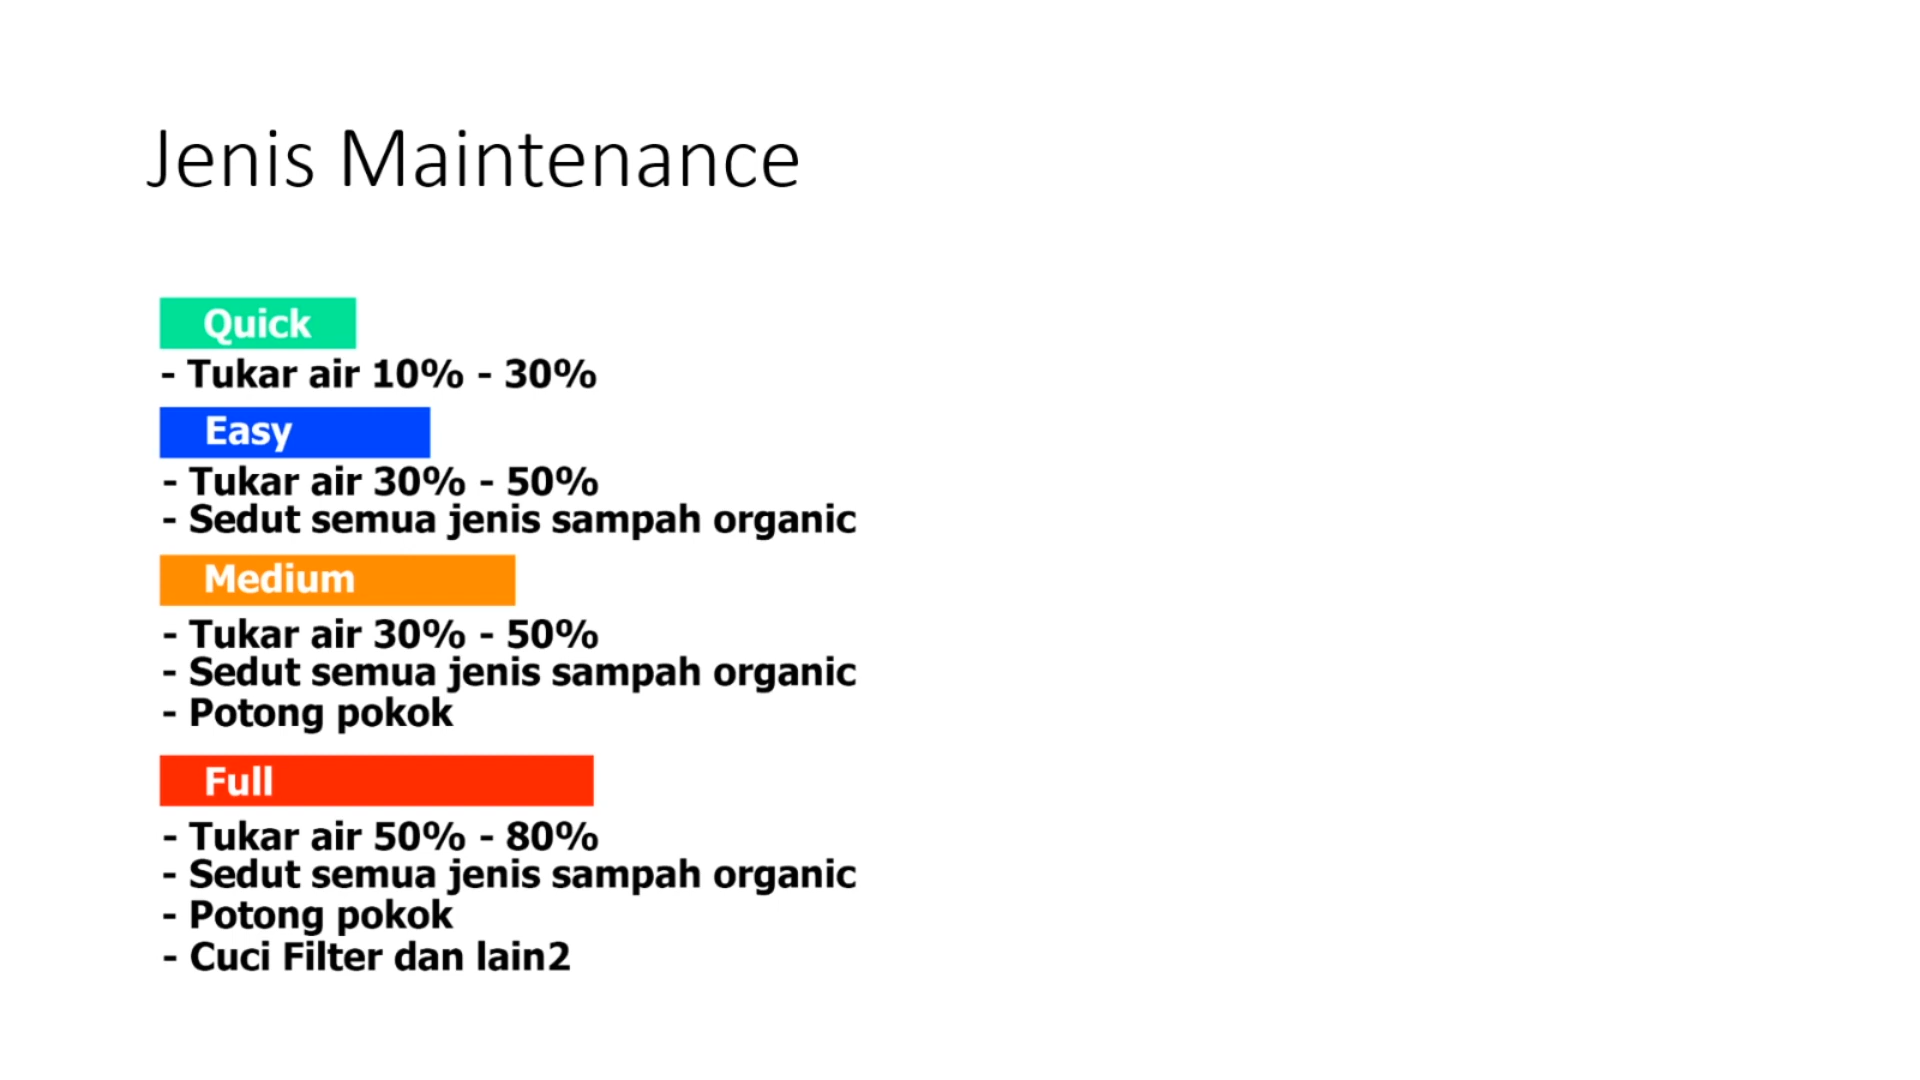 Jenis Maintenance
Quick
- Tukar air 10% - 30%
Easy
- Tukar air 30% - 50%
- Sedut semua jenis sampah organic
Medium
- Tukar air 30% - 50%
- Sedut semua jenis sampah organic
- Potong pokok
Full
- Tukar air 50% - 80%
- Sedut semua jenis sampah organic
- Potong pokok
- Cuci Filter dan lain2